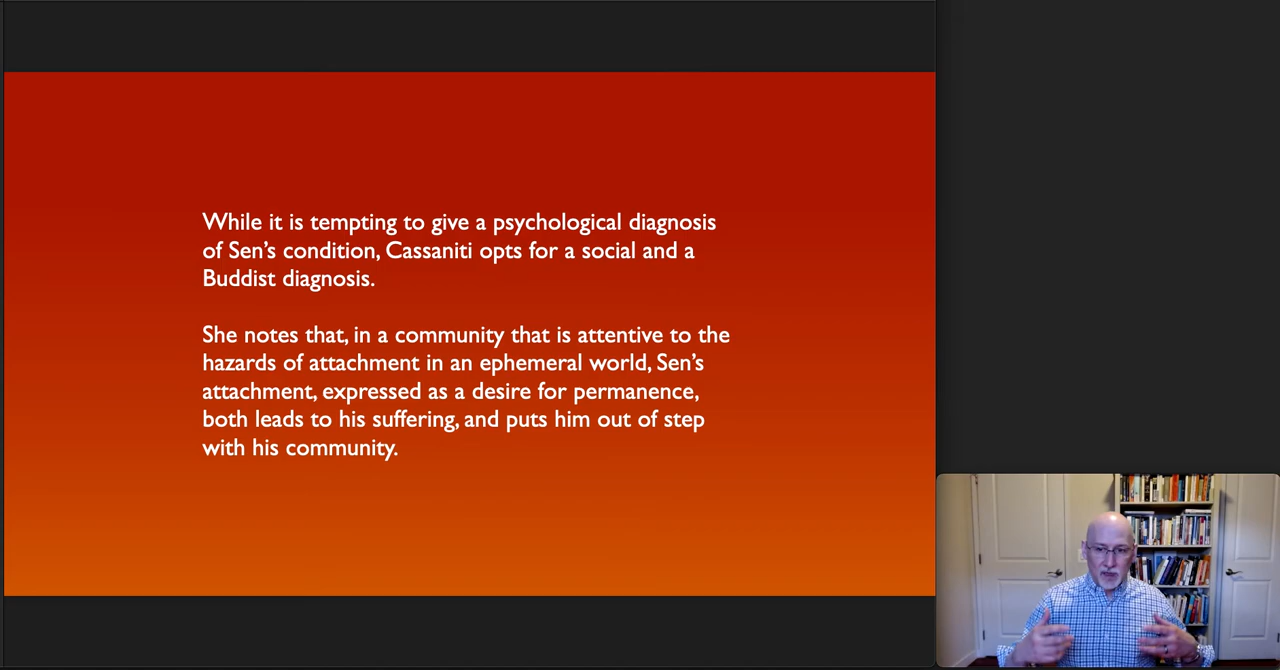 While it is tempting to give a psychological diagnosis
of Sen's condition, Cassaniti opts for a social and a
Buddhist diagnosis.
She notes that, in a community that is attentive to the
hazards of attachment in an ephemeral world, Sen's
attachment, expressed as a desire for permanence,
both leads to his suffering, and puts him out of step
with his community.